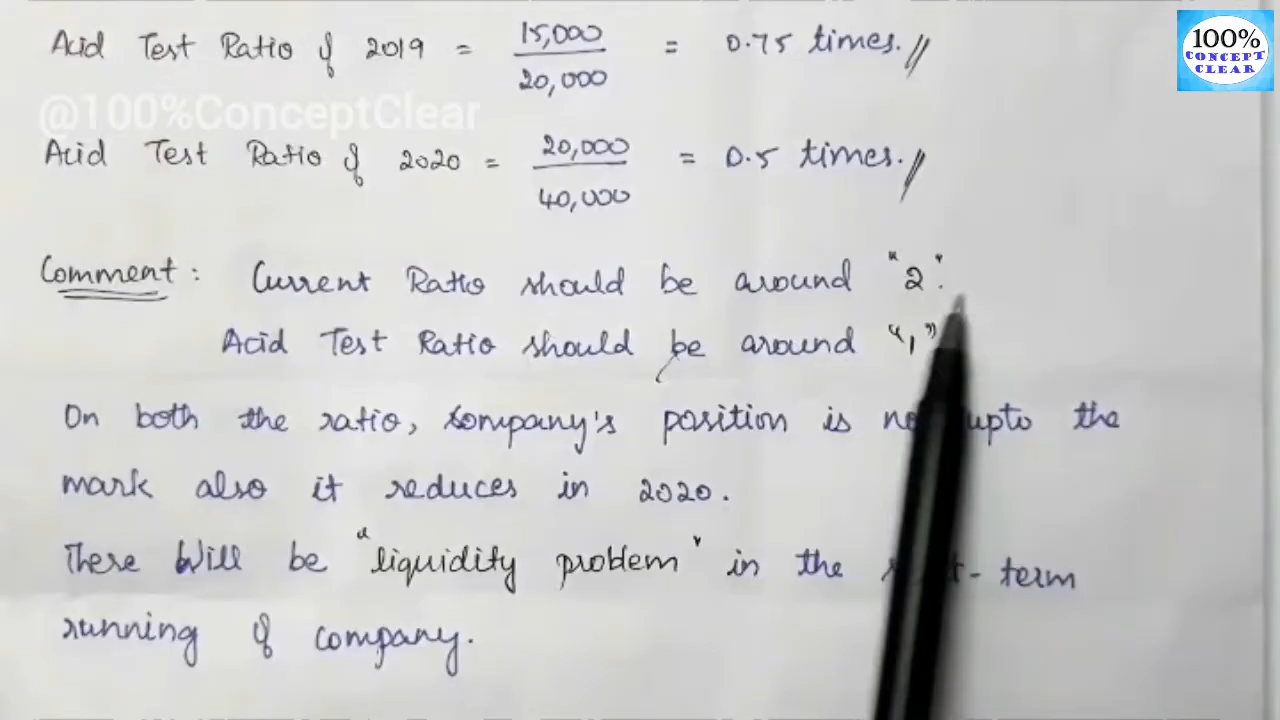 Acid Test Ratio of 2019 = 15,000 / 20,000 = 0.75 times.//
100%
CONCEPT
CLEAR
@100%ConceptClear
Acid Test Ratio of 2020 = 20,000 / 40,000 = 0.5 times.//
Comment : Current Ratio should be around "2".
Acid Test Ratio should be around "1"
On both the ratio, company's position is upto the
mark also it reduces in 2020.
There Will be "liquidity problem" in the term
running of company.